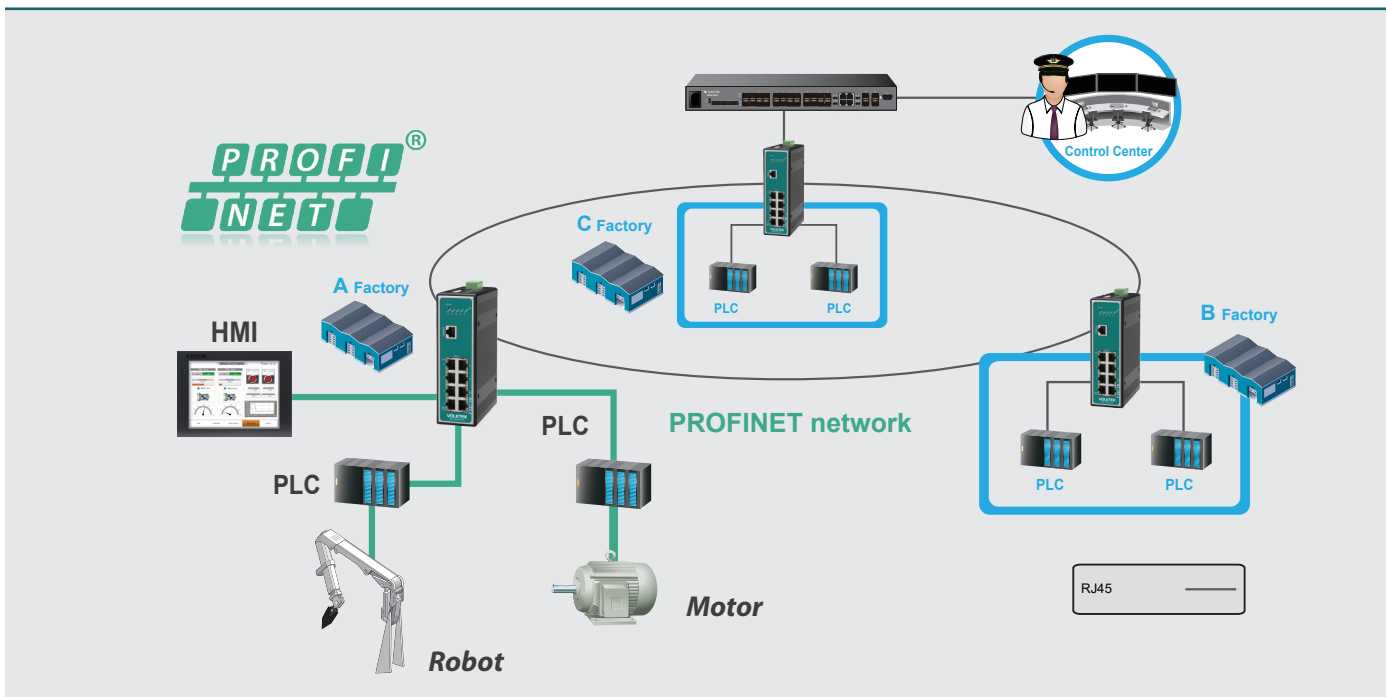 Control Center
PROFI®
NET
C Factory
A Factory
PLC
PLC
B Factory
HMI
VOLKTEK
PLC
PROFINET network
PLC
PLC
PLC
RJ45
Motor
Robot